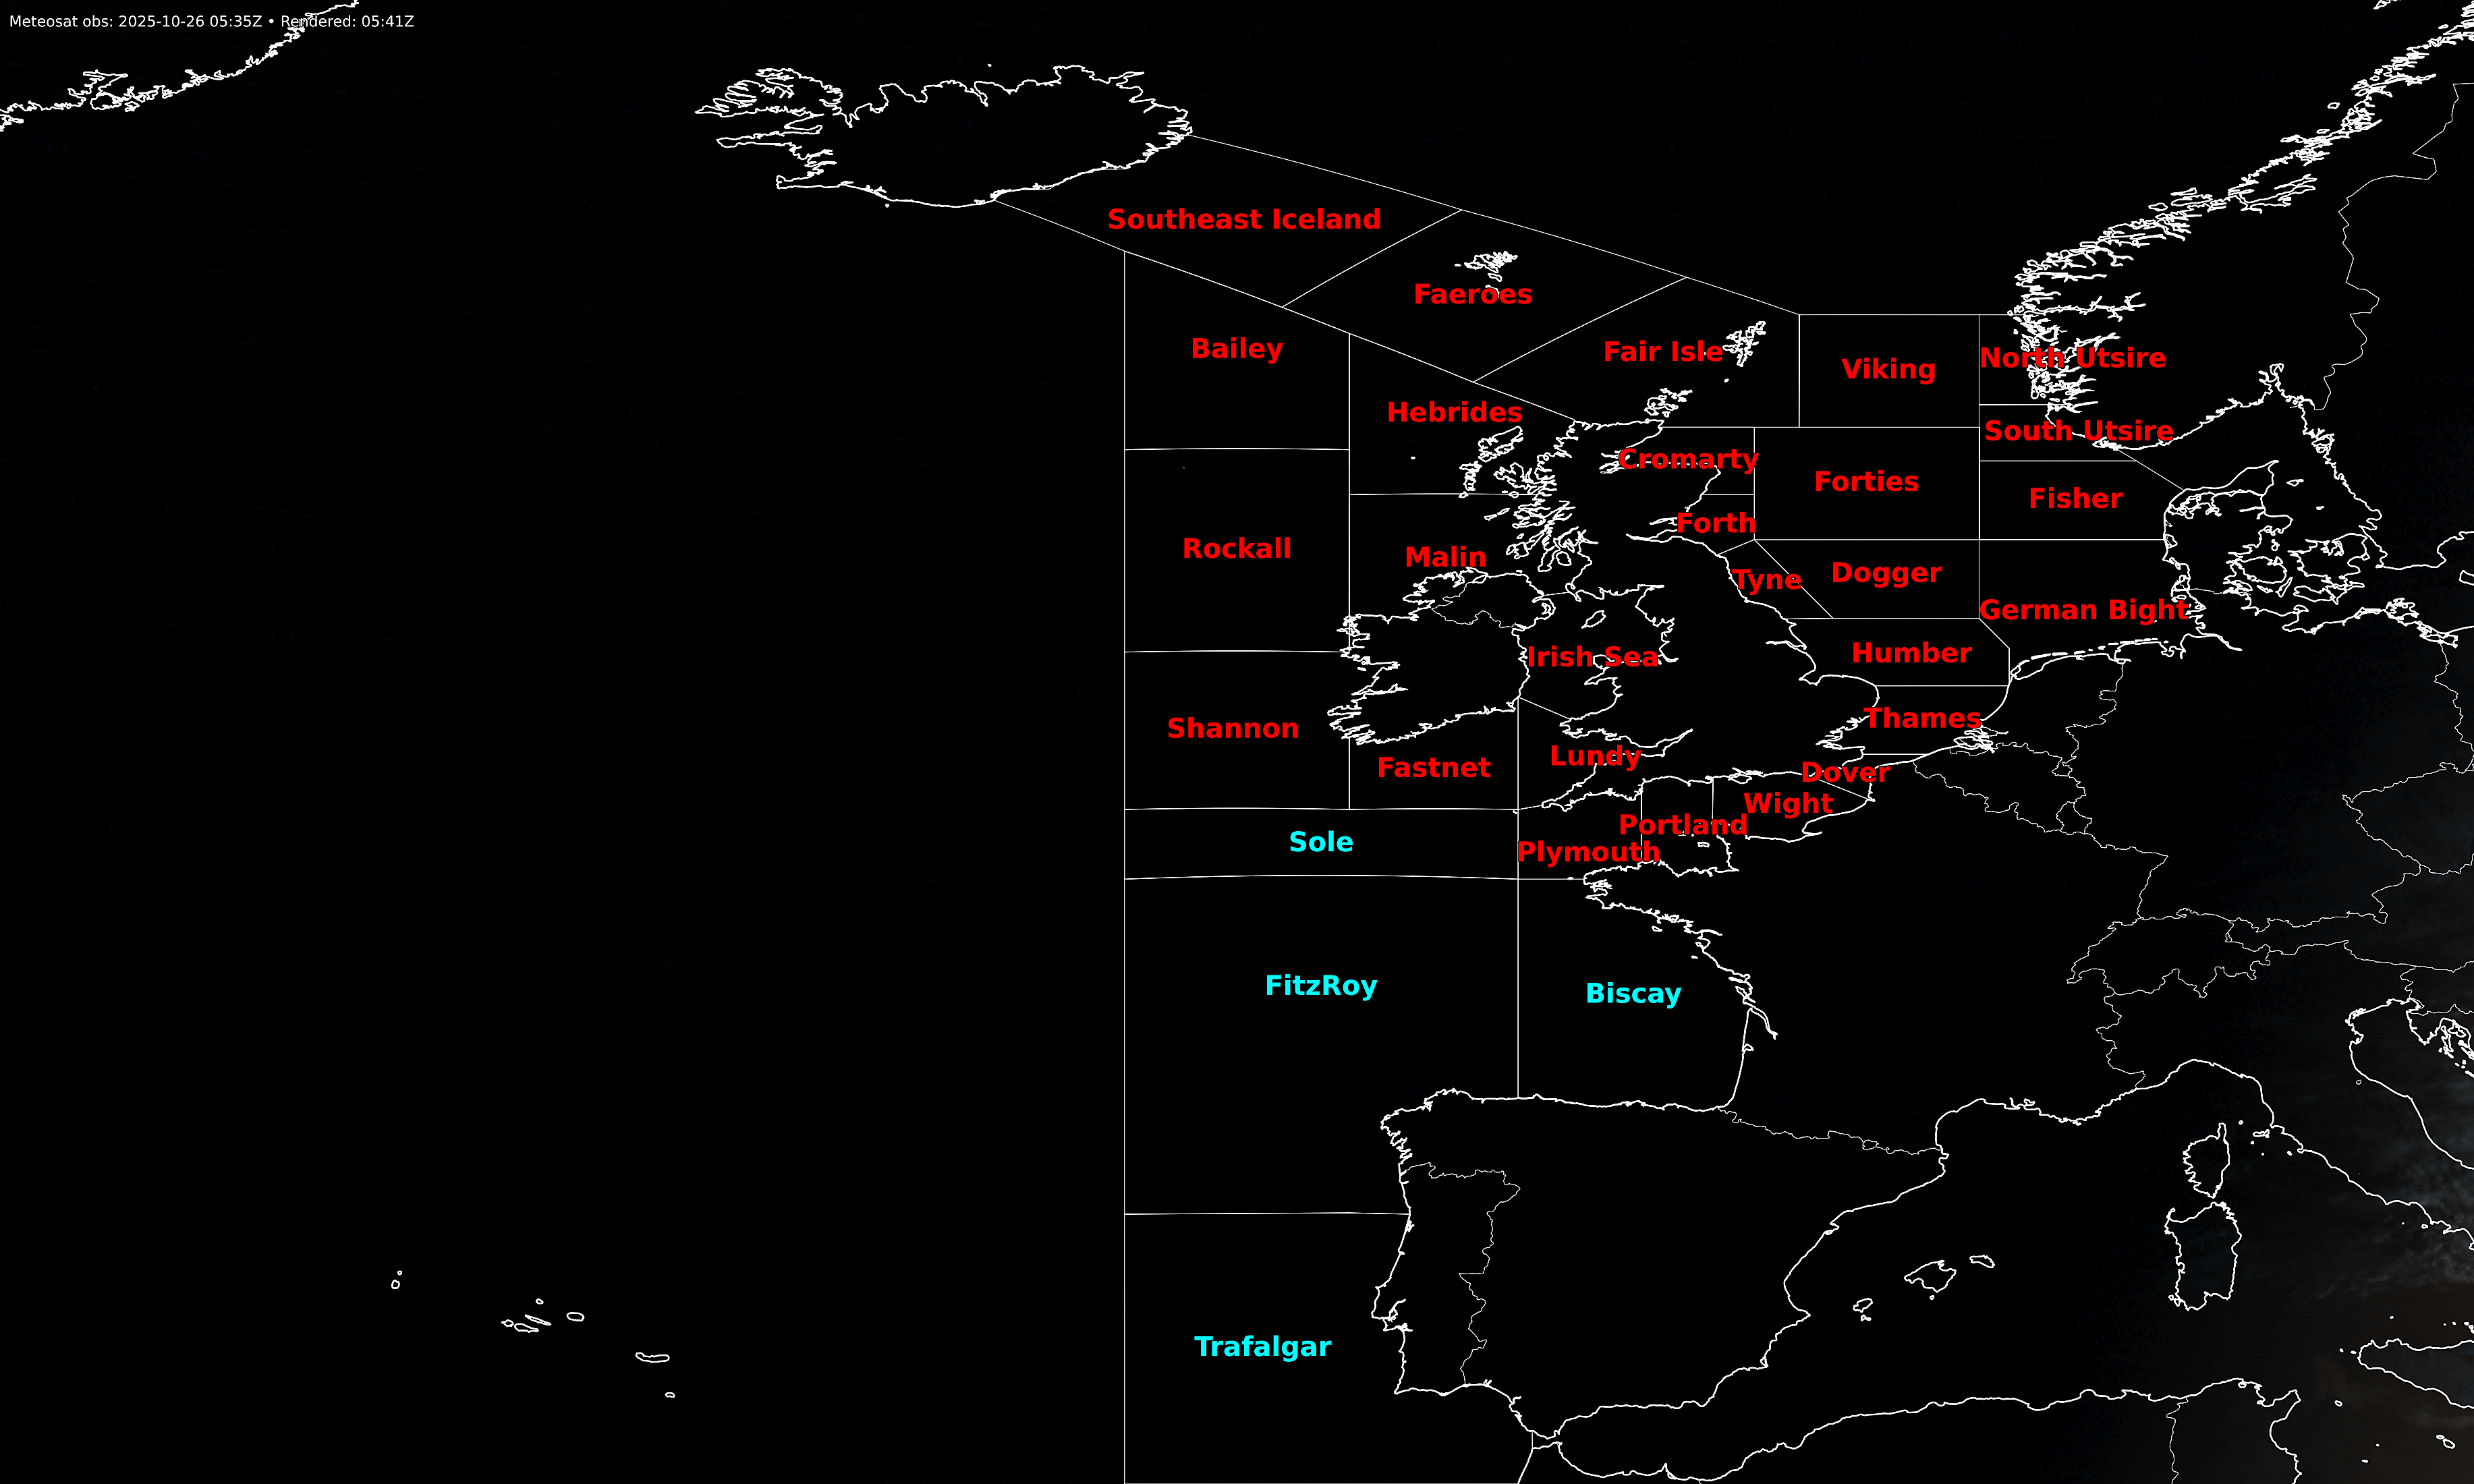 Meteosat obs: 2025-10-26 05:35Z • Rendered: 05:41Z
Southeast Iceland
Faeroes
Bailey
Fair Isle
North Utsire
Viking
Hebrides
South Utsire
Cromarty
Forties
Fisher
Forth
Rockall
Malin
Dogger
Tyne
German Bight
Humber
Irish Sea
Thames
Shannon
Lundy
Fastnet
Dover
Wight
Portland
Sole
Plymouth
FitzRoy
Biscay
Trafalgar